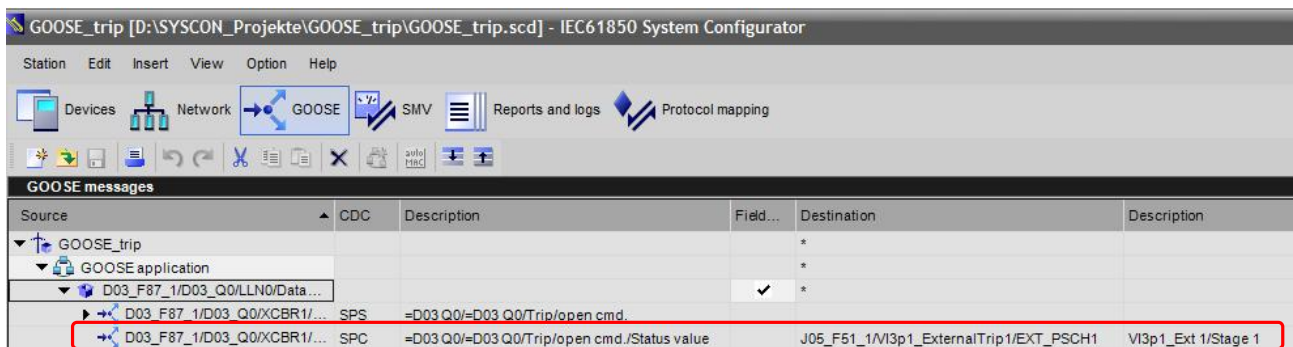 GOOSE_trip [D:\SYSCON_Projekte\GOOSE_trip\GOOSE_trip.scd] - IEC61850 System Configurator
Station Edit Insert View Option Help
Devices Network GOOSE SMV Reports and logs Protocol mapping
auto MAC
GOOSE messages
Source CDC Description Field... Destination Description
GOOSE_trip *
GOOSE application *
D03_F87_1/D03_Q0/LLN0/Data... *
D03_F87_1/D03_Q0/XCBR1/... SPS =D03 Q0/=D03 Q0/Trip/open cmd.
D03_F87_1/D03_Q0/XCBR1/... SPC =D03 Q0/=D03 Q0/Trip/open cmd./Status value J05_F51_1/VI3p1_ExternalTrip1/EXT_PSCH1 VI3p1_Ext 1/Stage 1